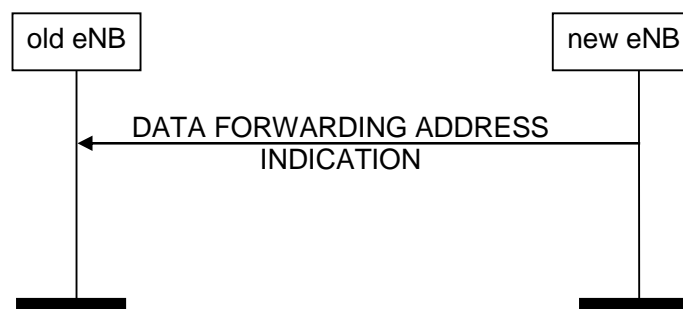 old eNB
new eNB
DATA FORWARDING ADDRESS
INDICATION